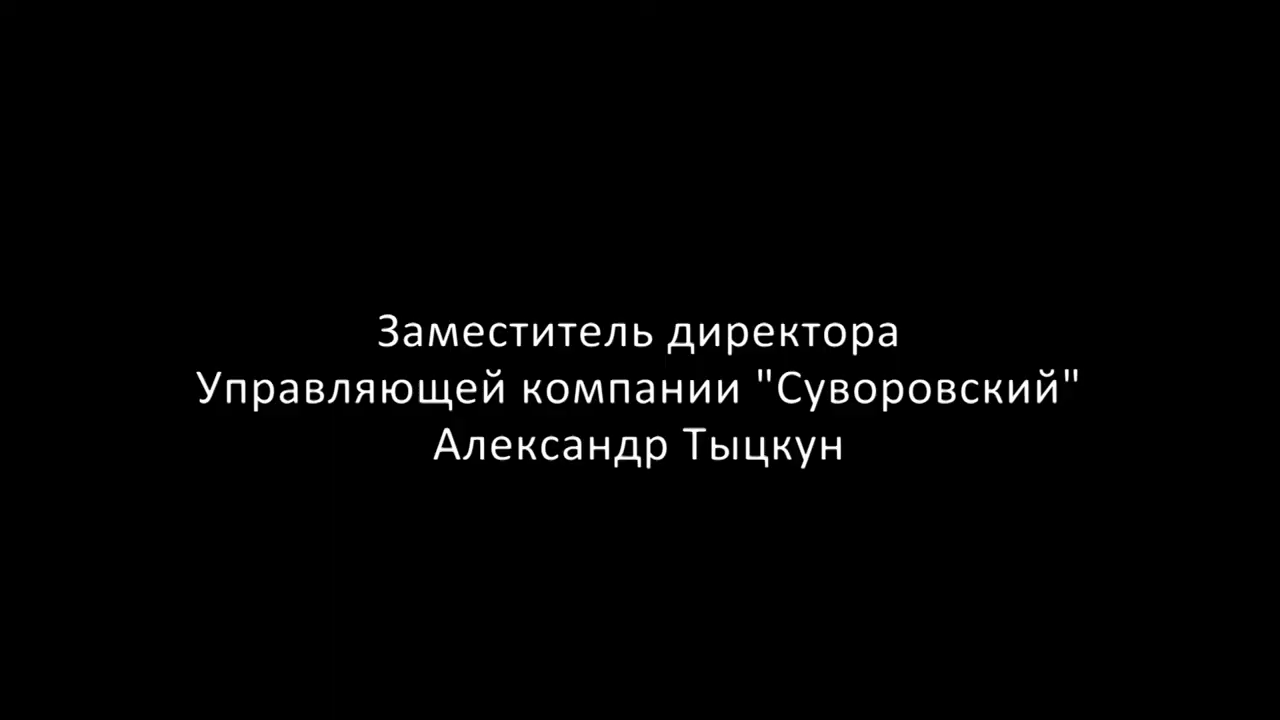 Заместитель директора
Управляющей компании "Суворовский"
Александр Тыцкун